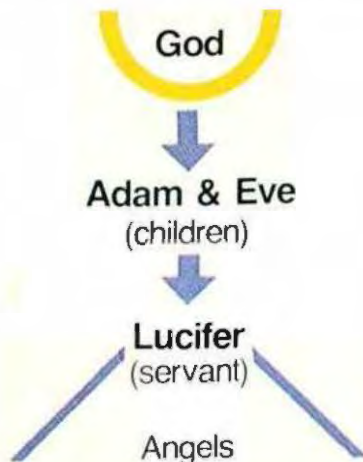 God
Adam & Eve
(children)
Lucifer
(servant)
Angels